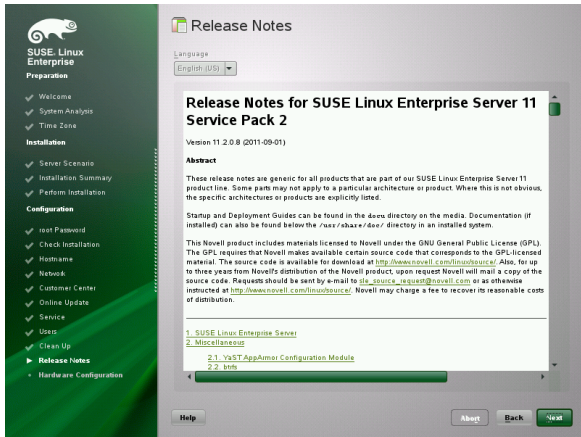 SUSE. Linux
Enterprise
Preparation
Welcome
System Analysis
Time Zone
Installation
Server Scenario
Installation Summary
Perform Installation
Configuration
root Password
Check Installation
Hostname
Network
Customer Center
Online Update
Service
Users
Clean Up
Release Notes
Hardware Configuration
Release Notes
Language
English (US)
Release Notes for SUSE Linux Enterprise Server 11
Service Pack 2
Version 11.2.0.8 (2011-09-01)
Abstract
These release notes are generic for all products that are part of our SUSE Linux Enterprise Server 11
product line. Some parts may not apply to a particular architecture or product. Where this is not obvious,
the specific architectures or products are explicitly listed.
Startup and Deployment Guides can be found in the docu directory on the media. Documentation (if
installed) can also be found below the /usr/share/doc/ directory in an installed system.
This Novell product includes materials licensed to Novell under the GNU General Public License (GPL).
The GPL requires that Novell makes available certain source code that corresponds to the GPL-licensed
material. The source code is available for download at http://www.novell.com/linux/source/. Also, for up
to three years from Novell's distribution of the Novell product, upon request Novell will mail a copy of the
source code. Requests should be sent by e-mail to sle_source_request@novell.com or as otherwise
instructed at http://www.novell.com/linux/source/. Novell may charge a fee to recover its reasonable costs
of distribution.
1. SUSE Linux Enterprise Server
2. Miscellaneous
2.1. YaST AppArmor Configuration Module
2.2. btrfs
Help
Abort
Back
Next